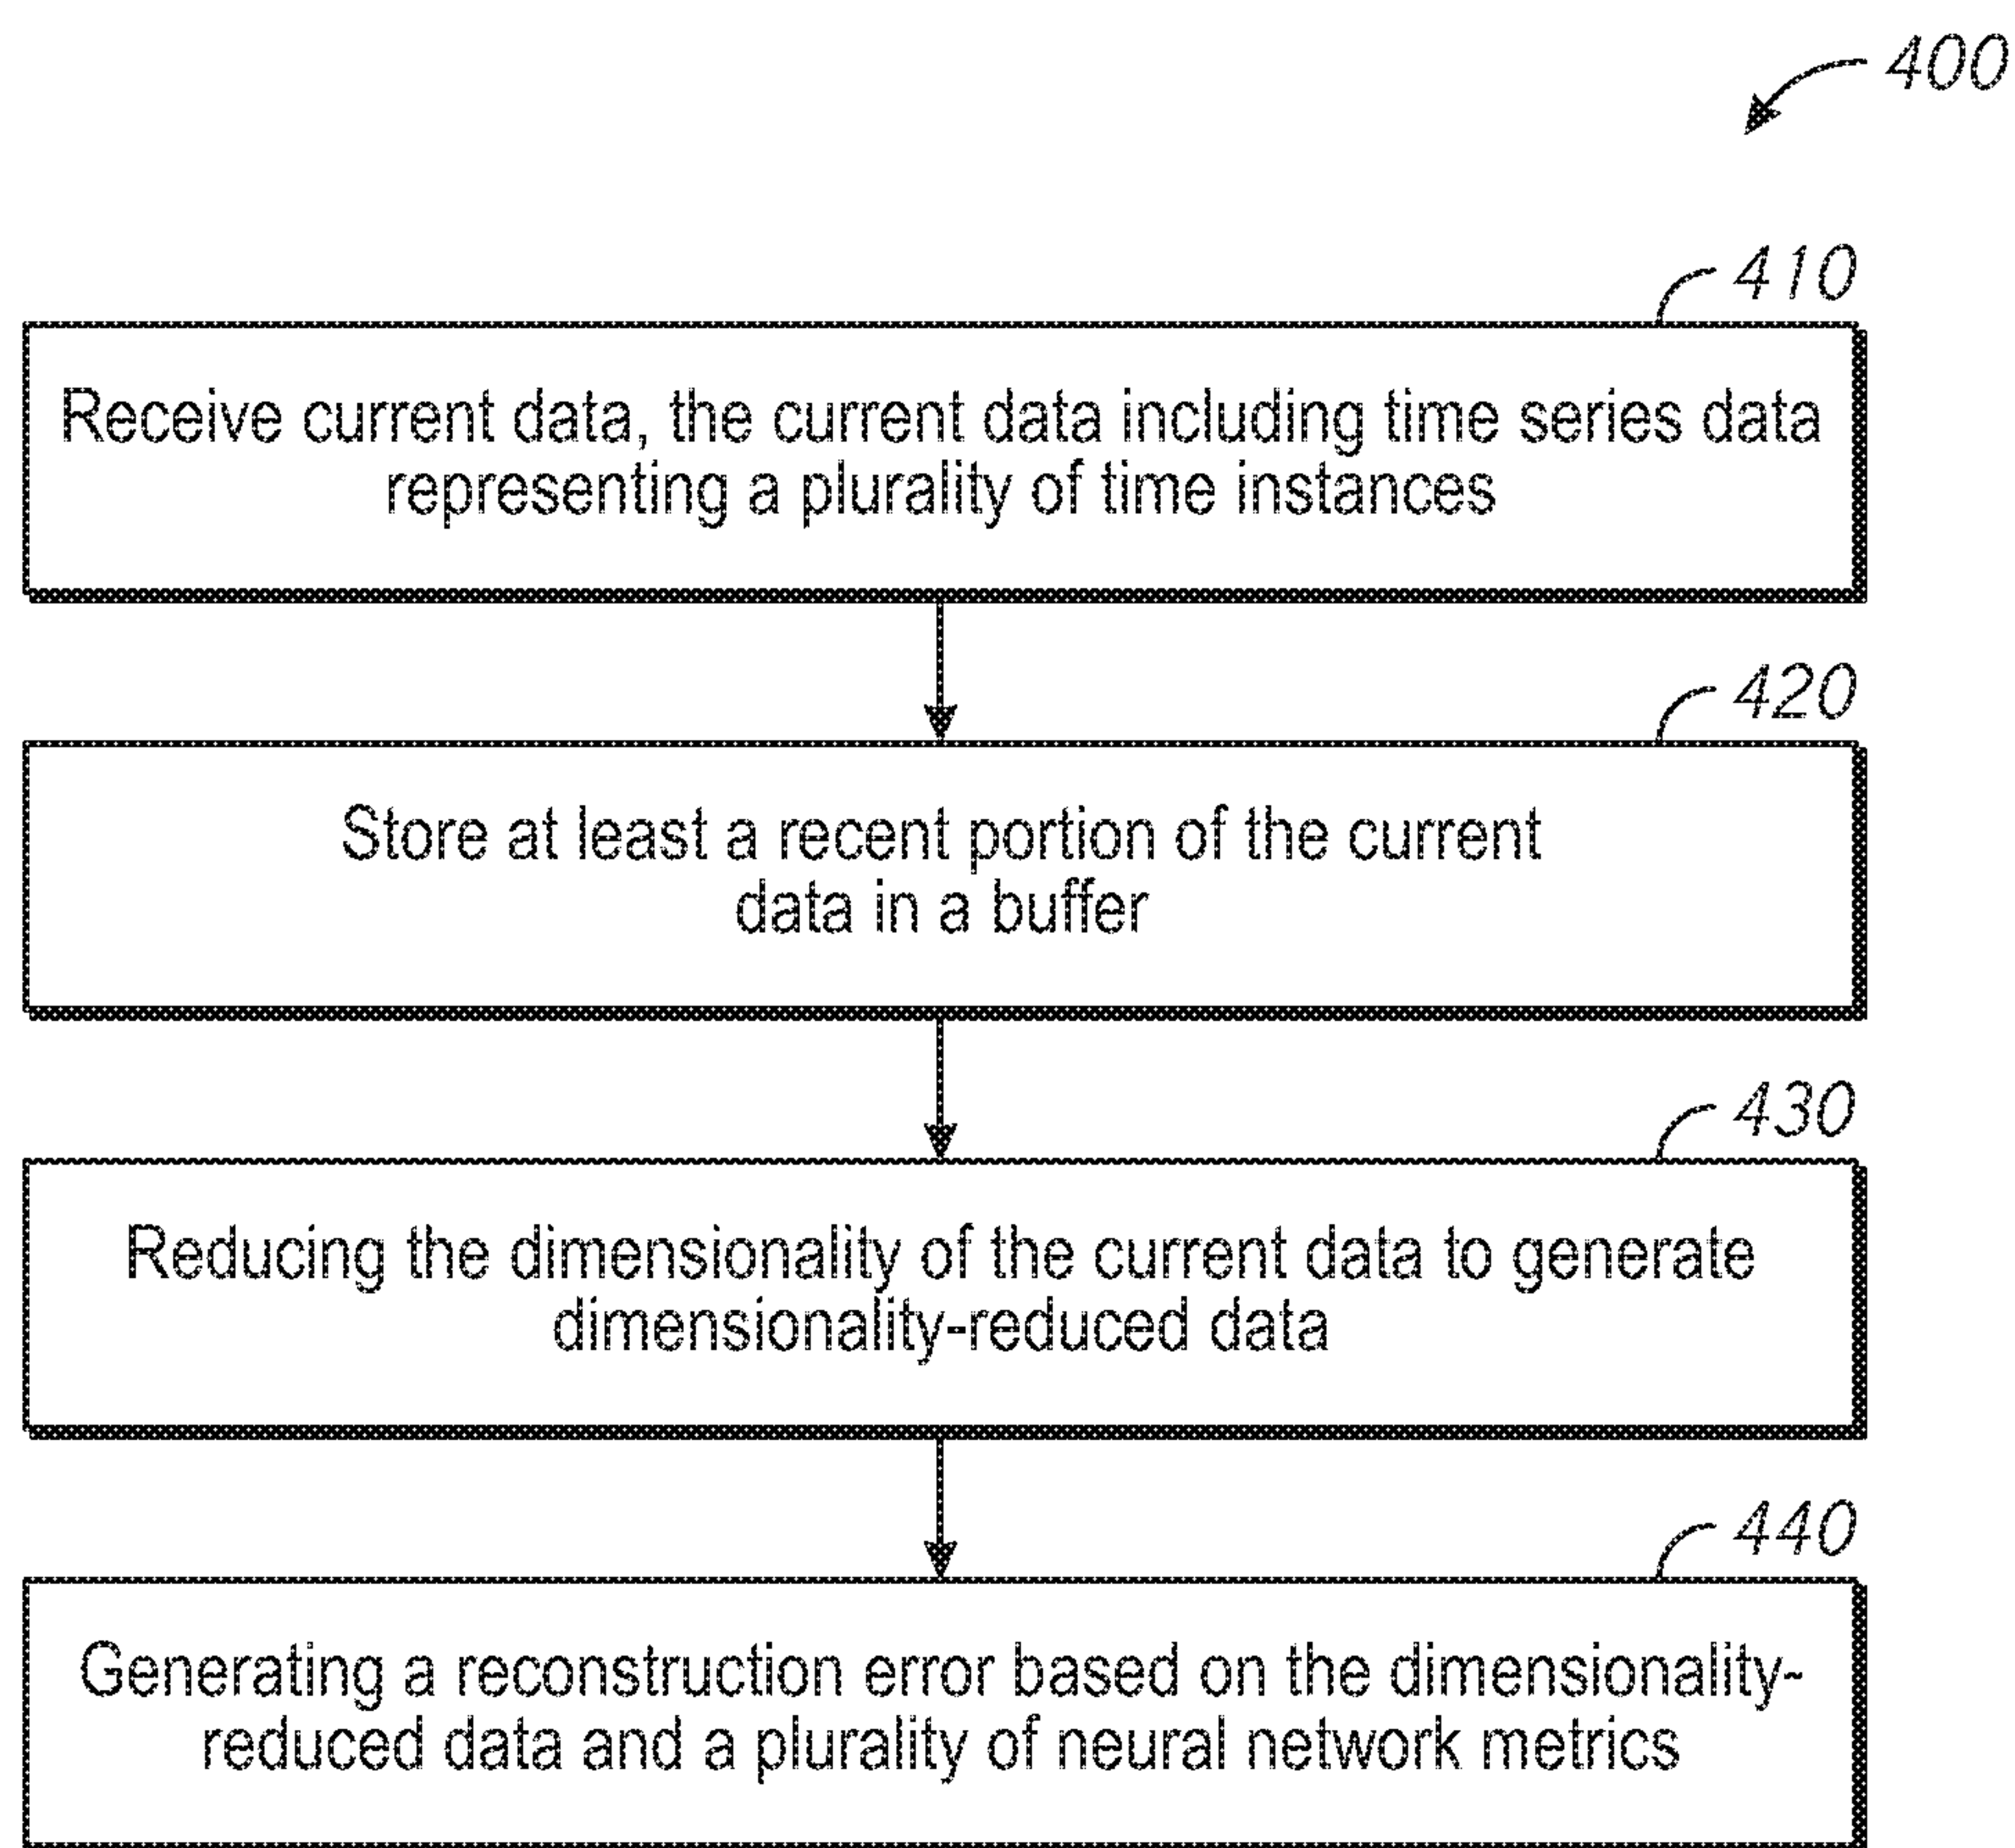 400
410
Receive current data, the current data including time series data
representing a plurality of time instances
420
Store at least a recent portion of the current
data in a buffer
430
Reducing the dimensionality of the current data to generate
dimensionality-reduced data
440
Generating a reconstruction error based on the dimensionality-
reduced data and a plurality of neural network metrics